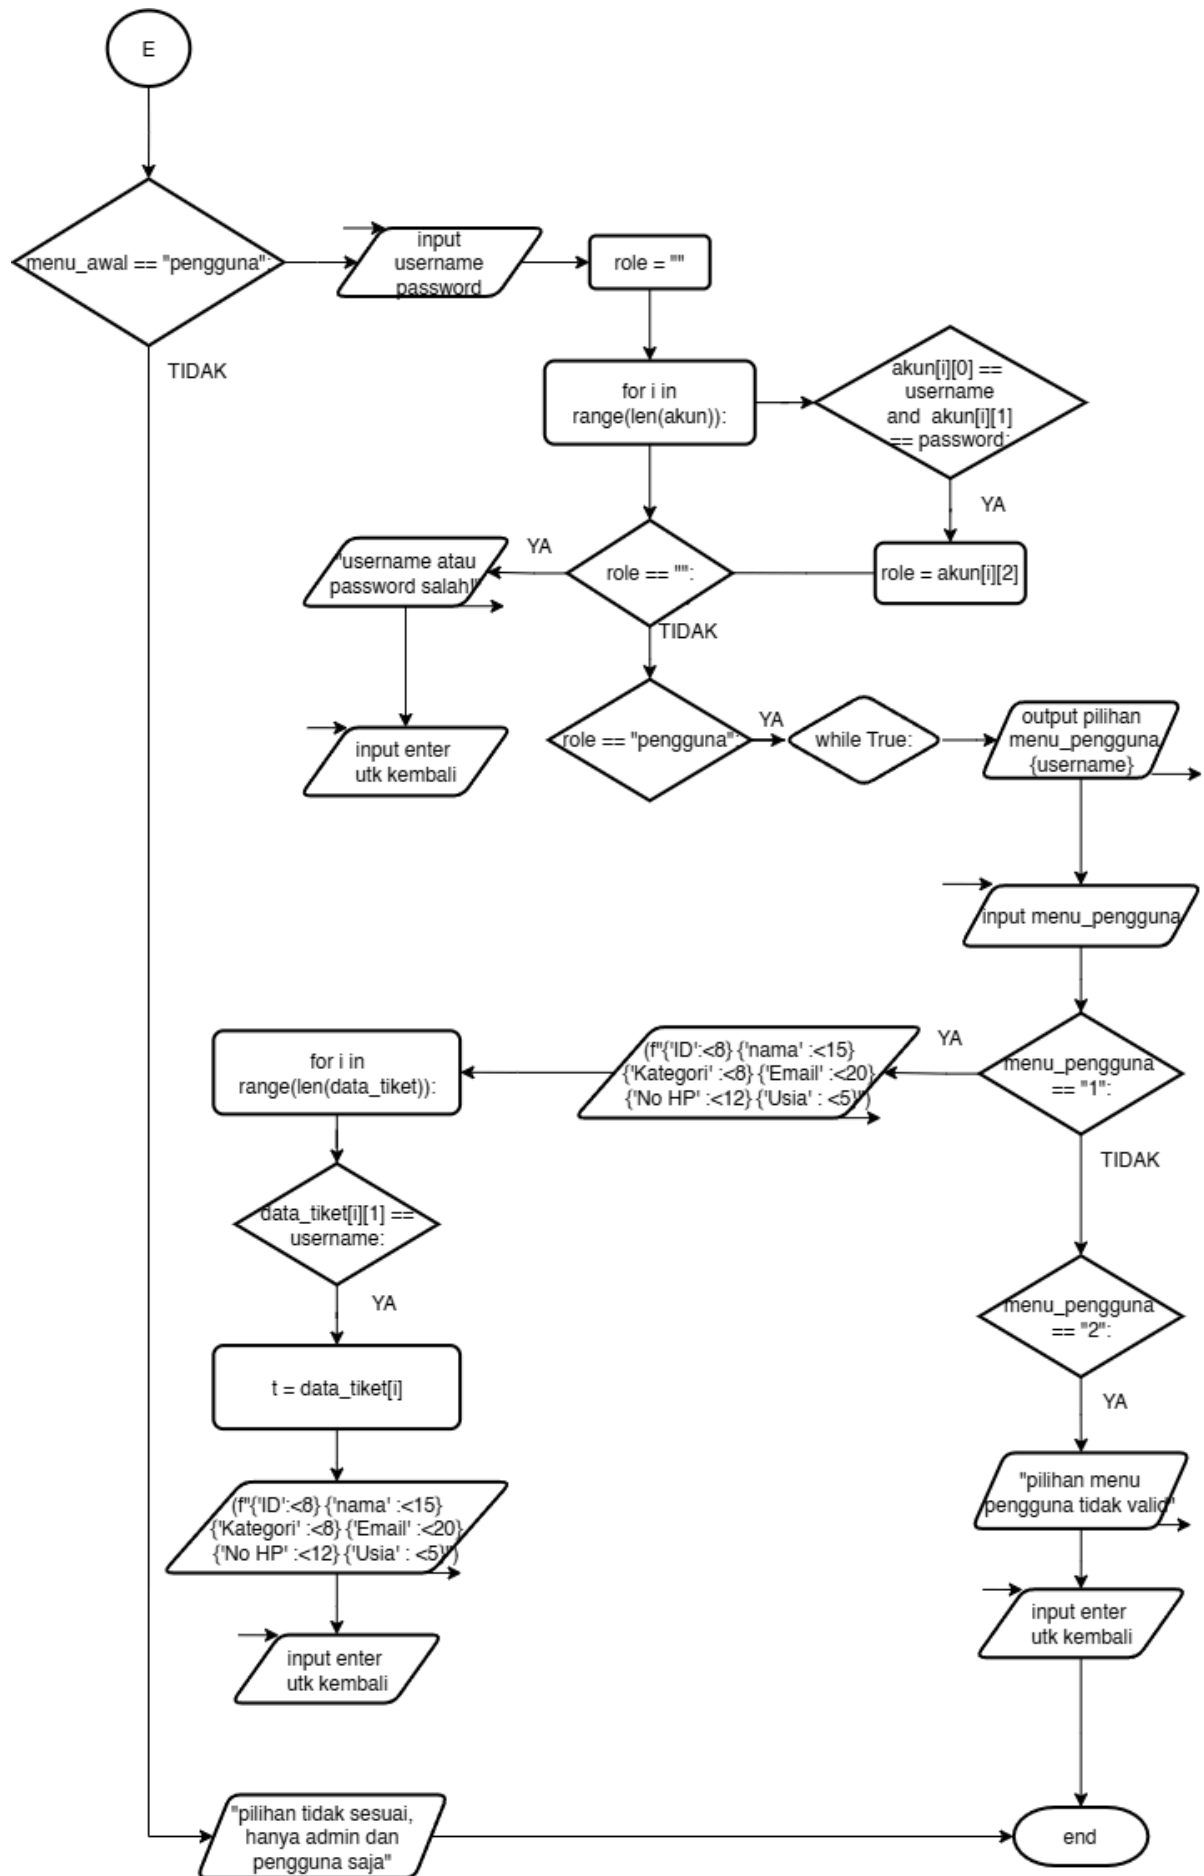 E
menu_awal == "pengguna":
input
username
password
role = ""
TIDAK
for i in
range(len(akun)):
akun[i][0] ==
username
and akun[i][1]
== password:
YA
"username atau
password salah!"
YA
role == "":
role = akun[i][2]
TIDAK
input enter
utk kembali
role == "pengguna":
YA
while True:
output pilihan
menu_pengguna
{username}
input menu_pengguna
for i in
range(len(data_tiket)):
(f"{'ID':<8} {'nama' :<15}
{'Kategori' :<8} {'Email' :<20}
{'No HP' :<12} {'Usia' : <5}")
YA
menu_pengguna
== "1":
TIDAK
data_tiket[i][1] ==
username:
YA
menu_pengguna
== "2":
t = data_tiket[i]
YA
(f"{'ID':<8} {'nama' :<15}
{'Kategori' :<8} {'Email' :<20}
{'No HP' :<12} {'Usia' : <5}")
"pilihan menu
pengguna tidak valid"
input enter
utk kembali
input enter
utk kembali
"pilihan tidak sesuai,
hanya admin dan
pengguna saja"
end